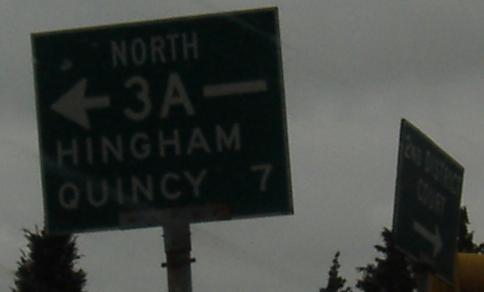 NORTH
3A
HINGHAM
QUINCY 7
2ND DISTRICT
COURT